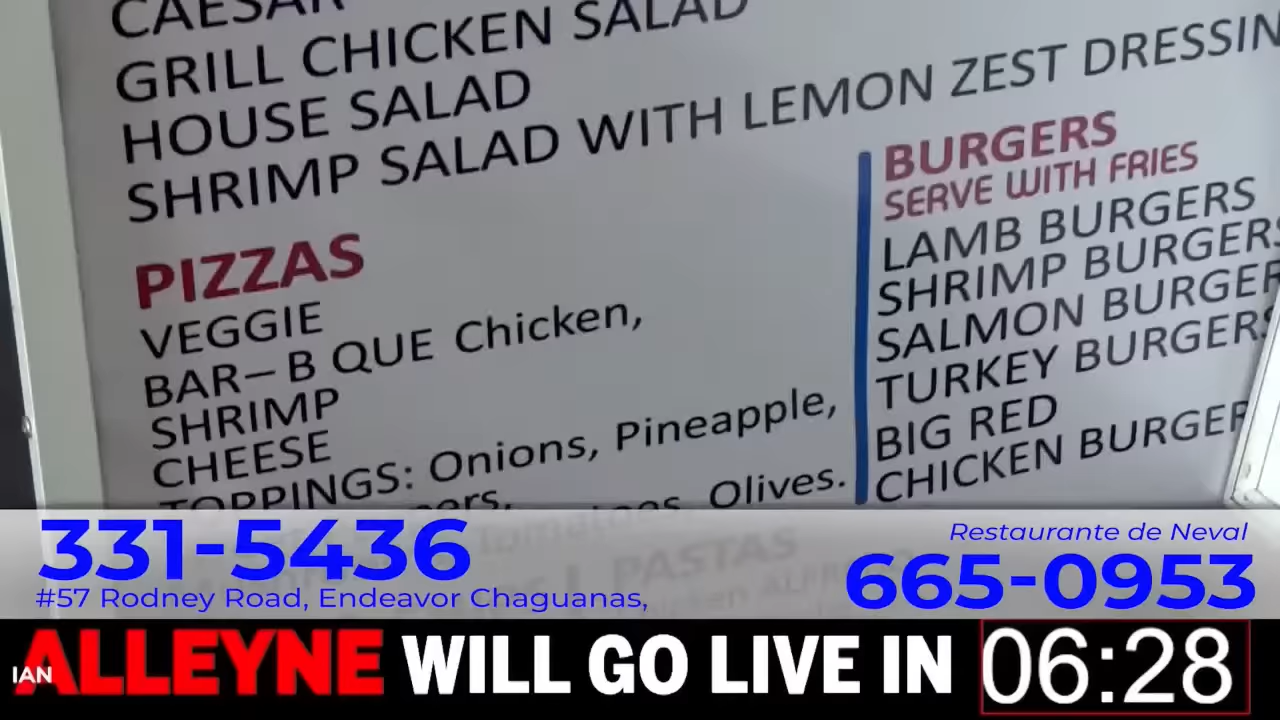 CAESAR
GRILL CHICKEN SALAD
HOUSE SALAD
SHRIMP SALAD WITH LEMON ZEST DRESSIN
PIZZAS
VEGGIE
BAR–B QUE Chicken,
SHRIMP
CHEESE
TOPPINGS: Onions, Pineapple,
Tomatoes, Olives.
PASTAS
BURGERS
SERVE WITH FRIES
LAMB BURGERS
SHRIMP BURGERS
SALMON BURGER
TURKEY BURGERS
BIG RED
CHICKEN BURGER
331-5436
#57 Rodney Road, Endeavor Chaguanas,
Restaurante de Neval
665-0953
IAN ALLEYNE WILL GO LIVE IN 06:28